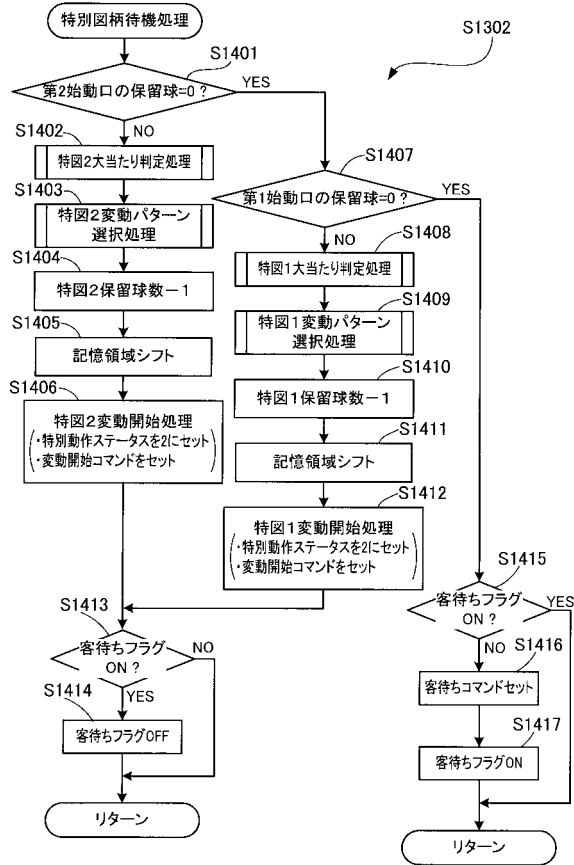 特別図柄待機処理
S1302
S1401
第2始動口の保留球=0?
YES
NO
S1402
特図2大当たり判定処理
S1403
特図2変動パターン
選択処理
S1404
特図2保留球数－1
S1405
記憶領域シフト
S1406
特図2変動開始処理
(・特別動作ステータスを2にセット
・変動開始コマンドをセット)
S1407
第1始動口の保留球=0?
YES
NO
S1408
特図1大当たり判定処理
S1409
特図1変動パターン
選択処理
S1410
特図1保留球数－1
S1411
記憶領域シフト
S1412
特図1変動開始処理
(・特別動作ステータスを2にセット
・変動開始コマンドをセット)
S1413
客待ちフラグ
ON?
NO
YES
S1414
客待ちフラグOFF
リターン
S1415
客待ちフラグ
ON?
YES
NO
S1416
客待ちコマンドセット
S1417
客待ちフラグON
リターン